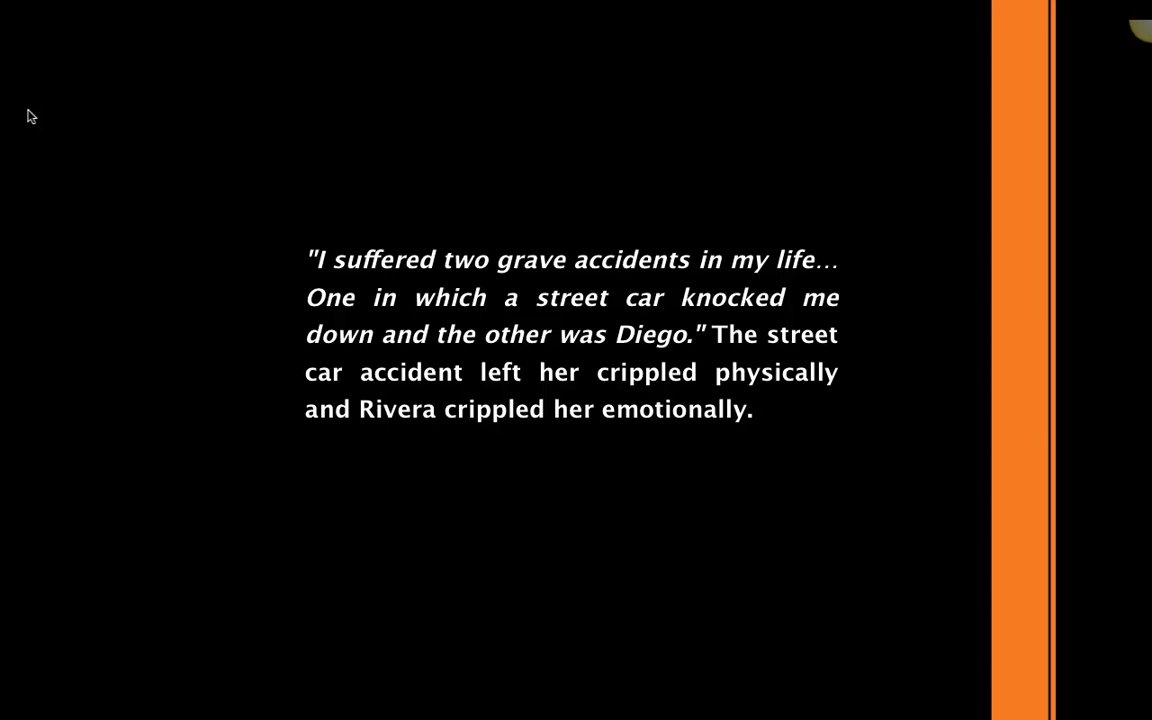 "I suffered two grave accidents in my life…
One in which a street car knocked me
down and the other was Diego." The street
car accident left her crippled physically
and Rivera crippled her emotionally.